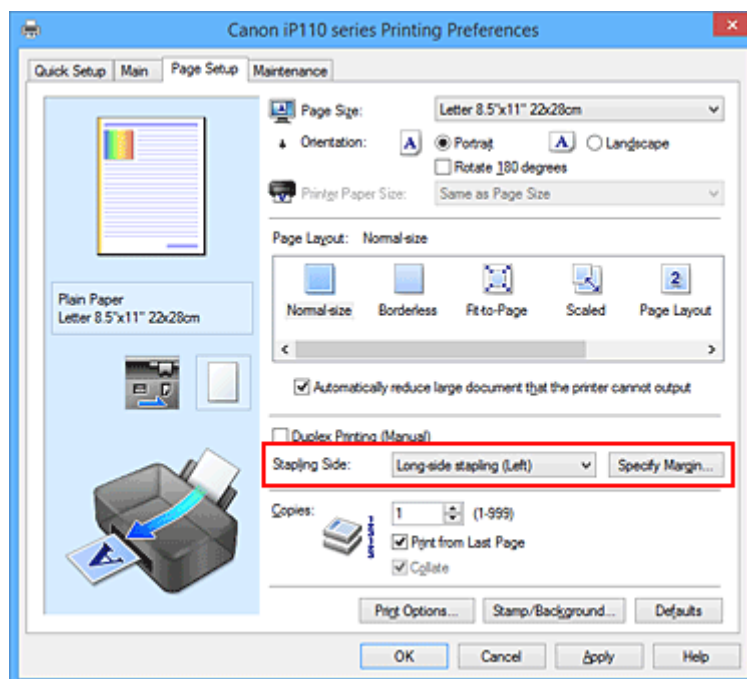 Canon iP110 series Printing Preferences
Quick Setup Main Page Setup Maintenance
Page Size: Letter 8.5"x11" 22x28cm
Orientation: A Portrait A Landscape
Rotate 180 degrees
Printer Paper Size: Same as Page Size
Page Layout: Normal-size
2
Normal-size Borderless Fit-to-Page Scaled Page Layout
Plain Paper
Letter 8.5"x11" 22x28cm
Automatically reduce large document that the printer cannot output
Duplex Printing (Manual)
Stapling Side: Long-side stapling (Left) Specify Margin...
Copies: 1 (1-999)
Print from Last Page
Collate
A
Print Options... Stamp/Background... Defaults
OK Cancel Apply Help